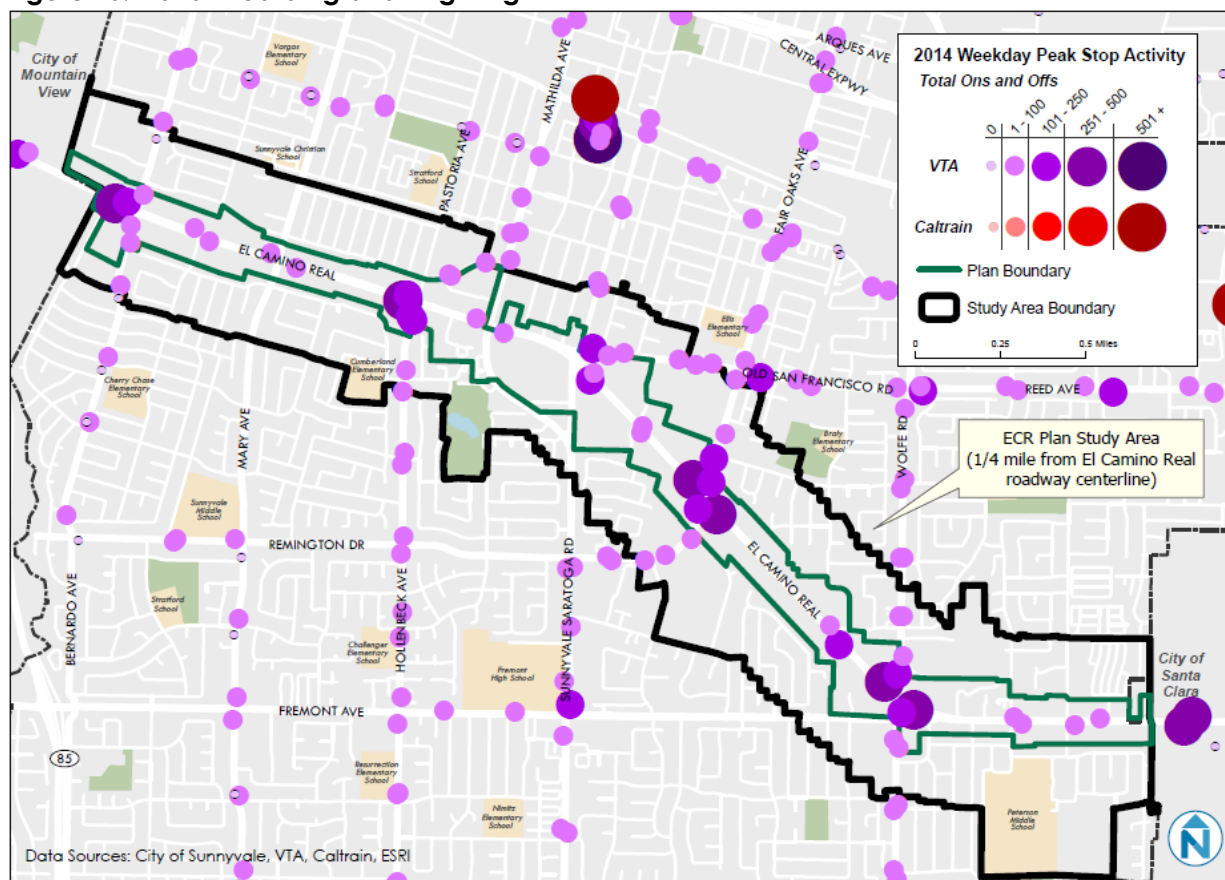 City of
Mountain
View
Vargas
Elementary
School
MATHILDA AVE
ARQUES AVE
CENTRAL EXPWY
2014 Weekday Peak Stop Activity
Total Ons and Offs
0
1 - 100
101 - 250
251 - 500
501 +
VTA
Caltrain
Plan Boundary
Study Area Boundary
0
0.25
0.5 Miles
Sunnyvale Christian
School
Stratford
School
PASTORIA AVE
FAIR OAKS AVE
EL CAMINO REAL
Ellis
Elementary
School
Cumberland
Elementary
School
Cherry Chase
Elementary
School
OLD SAN FRANCISCO RD
REED AVE
MARY AVE
Braly
Elementary
School
WOLFE RD
ECR Plan Study Area
(1/4 mile from El Camino Real
roadway centerline)
Sunnyvale
Middle
School
REMINGTON DR
BERNARDO AVE
Stratford
School
HOLLENBECK AVE
SUNNYVALE SARATOGA RD
EL CAMINO REAL
Challenger
Elementary
School
Fremont
High School
City of
Santa
Clara
FREMONT AVE
85
Resurrection
Elementary
School
Nimitz
Elementary
School
Peterson
Middle
School
N
Data Sources: City of Sunnyvale, VTA, Caltrain, ESRI